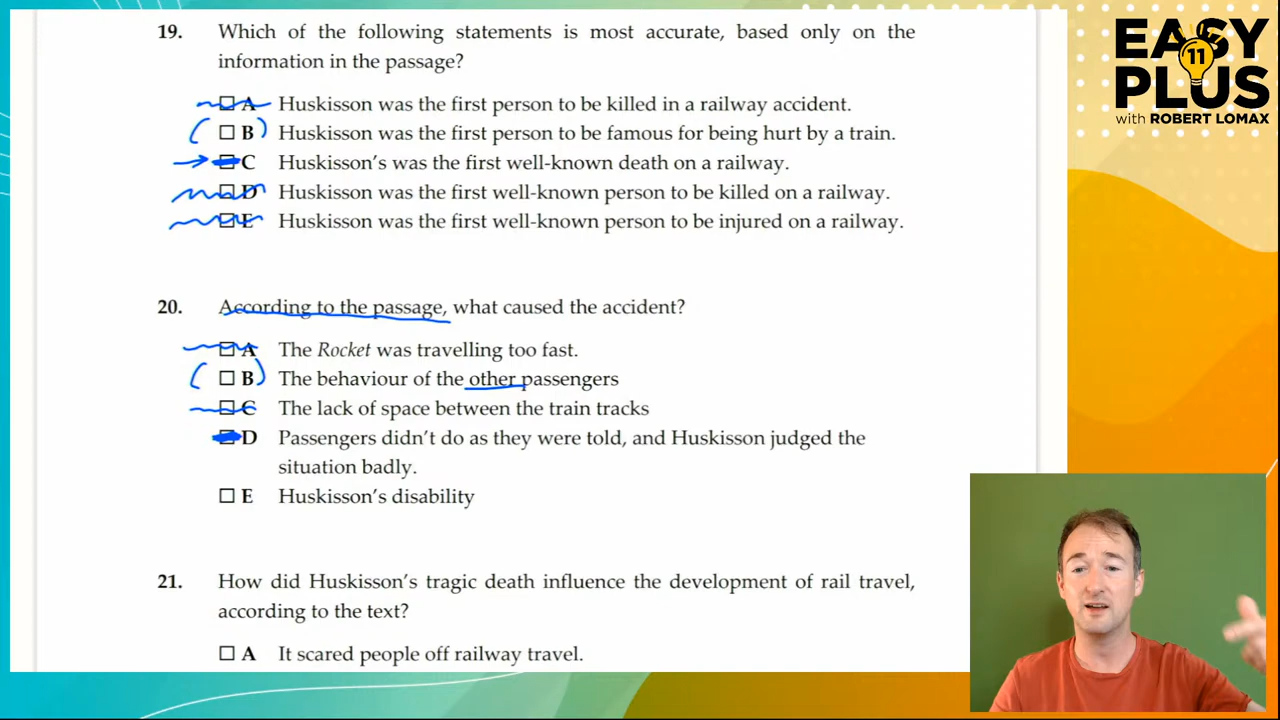 19. Which of the following statements is most accurate, based only on the
information in the passage?
A Huskisson was the first person to be killed in a railway accident.
B Huskisson was the first person to be famous for being hurt by a train.
C Huskisson's was the first well-known death on a railway.
D Huskisson was the first well-known person to be killed on a railway.
E Huskisson was the first well-known person to be injured on a railway.
20. According to the passage, what caused the accident?
A The Rocket was travelling too fast.
B The behaviour of the other passengers
C The lack of space between the train tracks
D Passengers didn't do as they were told, and Huskisson judged the
situation badly.
E Huskisson's disability
21. How did Huskisson's tragic death influence the development of rail travel,
according to the text?
A It scared people off railway travel.
EASY
11
PLUS
with ROBERT LOMAX